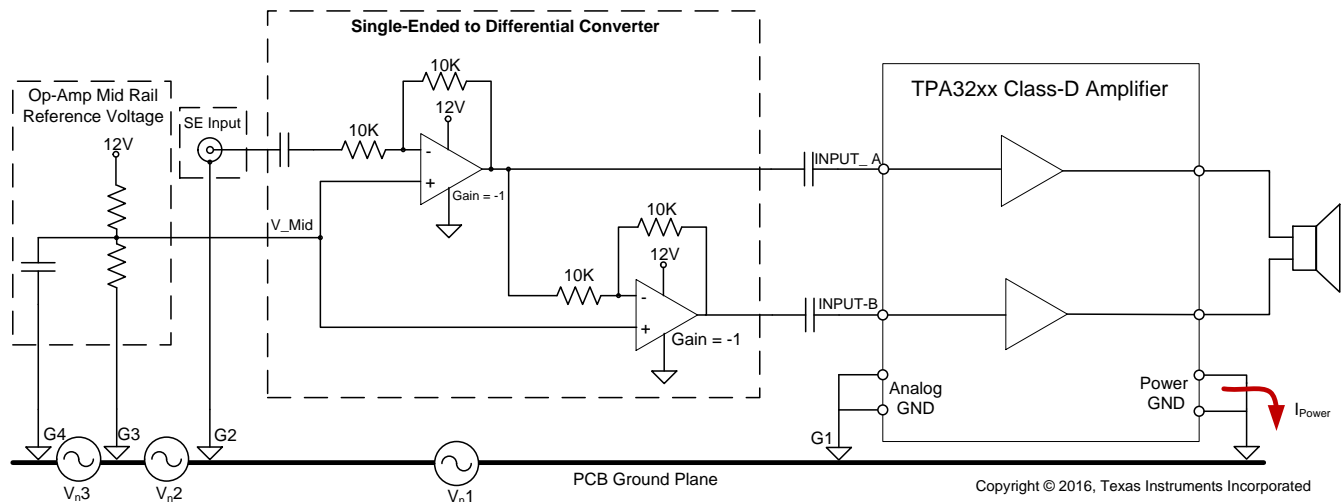 Single-Ended to Differential Converter
Op-Amp Mid Rail
Reference Voltage
12V
SE Input
10K
10K
12V
-
+
Gain = -1
V_Mid
10K
10K
12V
-
+
Gain = -1
INPUT_ A
INPUT-B
TPA32xx Class-D Amplifier
Analog
GND
Power
GND
IPower
G4
G3
G2
G1
Vn3
Vn2
Vn1
PCB Ground Plane
Copyright © 2016, Texas Instruments Incorporated